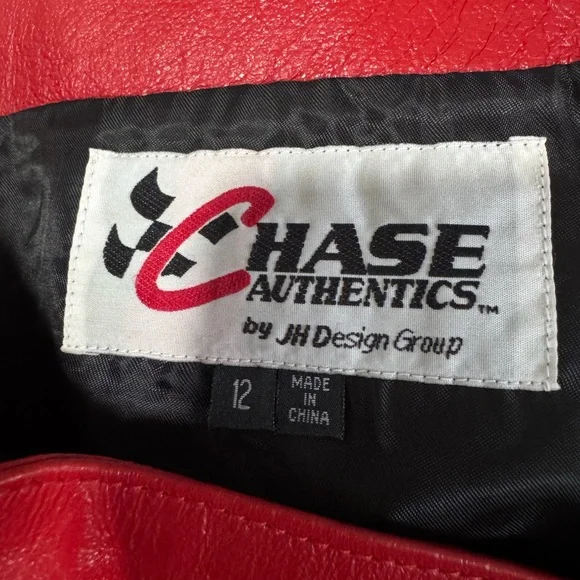 CHASE
AUTHENTICS™
by JH Design Group
12
MADE
IN
CHINA